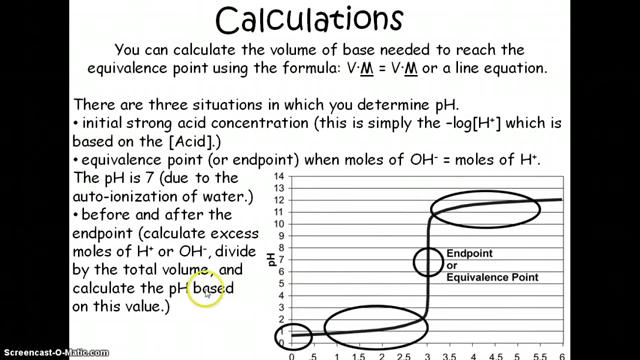 Calculations
You can calculate the volume of base needed to reach the
equivalence point using the formula: V·M = V·M or a line equation.
There are three situations in which you determine pH.
• initial strong acid concentration (this is simply the –log[H⁺] which is
based on the [Acid].)
• equivalence point (or endpoint) when moles of OH⁻ = moles of H⁺.
The pH is 7 (due to the
auto-ionization of water.)
• before and after the
endpoint (calculate excess
moles of H⁺ or OH⁻, divide
by the total volume, and
calculate the pH based
on this value.)
14
13
12
11
10
9
8
7
6
5
4
3
2
1
0
pH
Endpoint
or
Equivalence Point
0 .5 1 1.5 2 2.5 3 3.5 4 4.5 5 5.5 6
Screencast-O-Matic.com